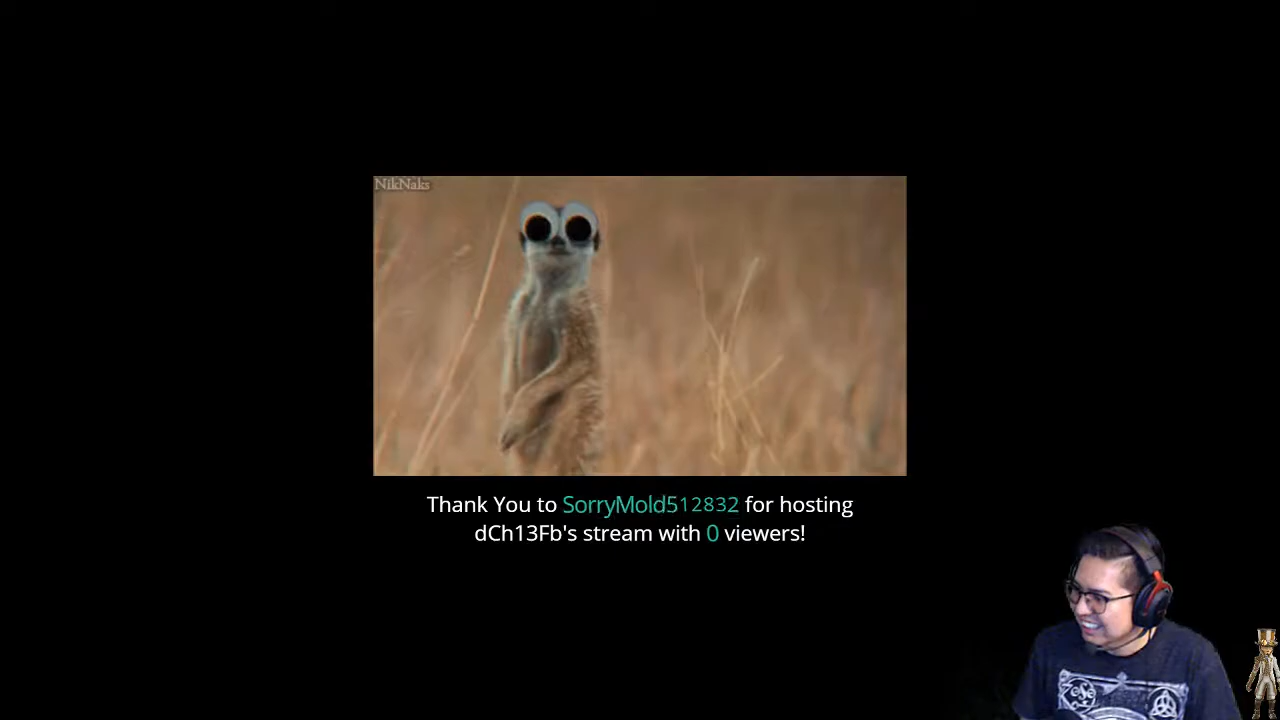 NikNaks
Thank You to SorryMold512832 for hosting
dCh13Fb's stream with 0 viewers!